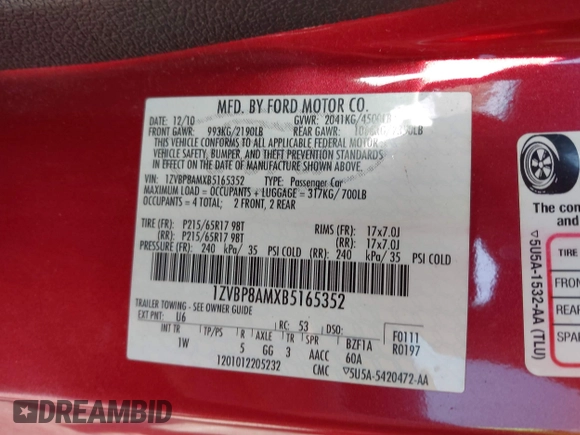 MFD. BY FORD MOTOR CO.
DATE: 12/10 GVWR: 2041KG/4500LB
FRONT GAWR: 993KG/2190LB REAR GAWR:
THIS VEHICLE CONFORMS TO ALL APPLICABLE FEDERAL MOTOR
VEHICLE SAFETY, BUMPER, AND THEFT PREVENTION STANDARDS
IN EFFECT ON THE DATE OF MANUFACTURE SHOWN ABOVE.
VIN: 1ZVBP8AMXB5165352 TYPE: Passenger Car
MAXIMUM LOAD = OCCUPANTS + LUGGAGE = 317KG/ 700LB
OCCUPANTS = 4 TOTAL; 2 FRONT, 2 REAR
TIRE (FR): P215/65R17 98T RIMS (FR): 17x7.0J
(RR): P215/65R17 98T (RR): 17x7.0J
PRESSURE (FR): 240 kPa/ 35 PSI COLD (RR): 240 kPa/ 35 PSI COLD
1ZVBP8AMXB5165352
TRAILER TOWING - SEE OWNER GUIDE
EXT PNT: U6 RC: 53 DSO: F0111
INT TR TP/PS R AXLE TR SPR BZF1A R0197
1W 5 GG 3 AACC 60A
1201012205232 CMC ▽5U5A-5420472-AA
The con
and
▽5U5A-1532-AA (TLU)
TIRE
FRON
REAR
SPA
DREAMBID